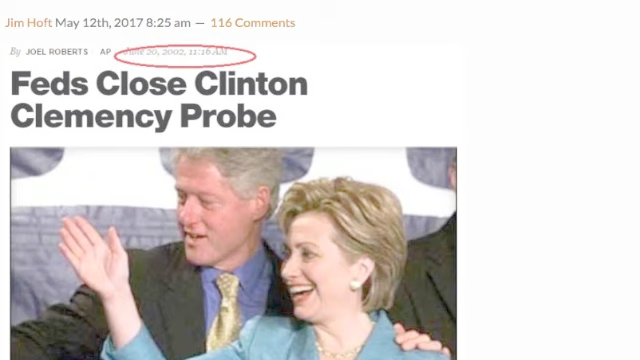 Jim Hoft May 12th, 2017 8:25 am — 116 Comments
By JOEL ROBERTS AP June 20, 2002, 11:16 AM
Feds Close Clinton
Clemency Probe